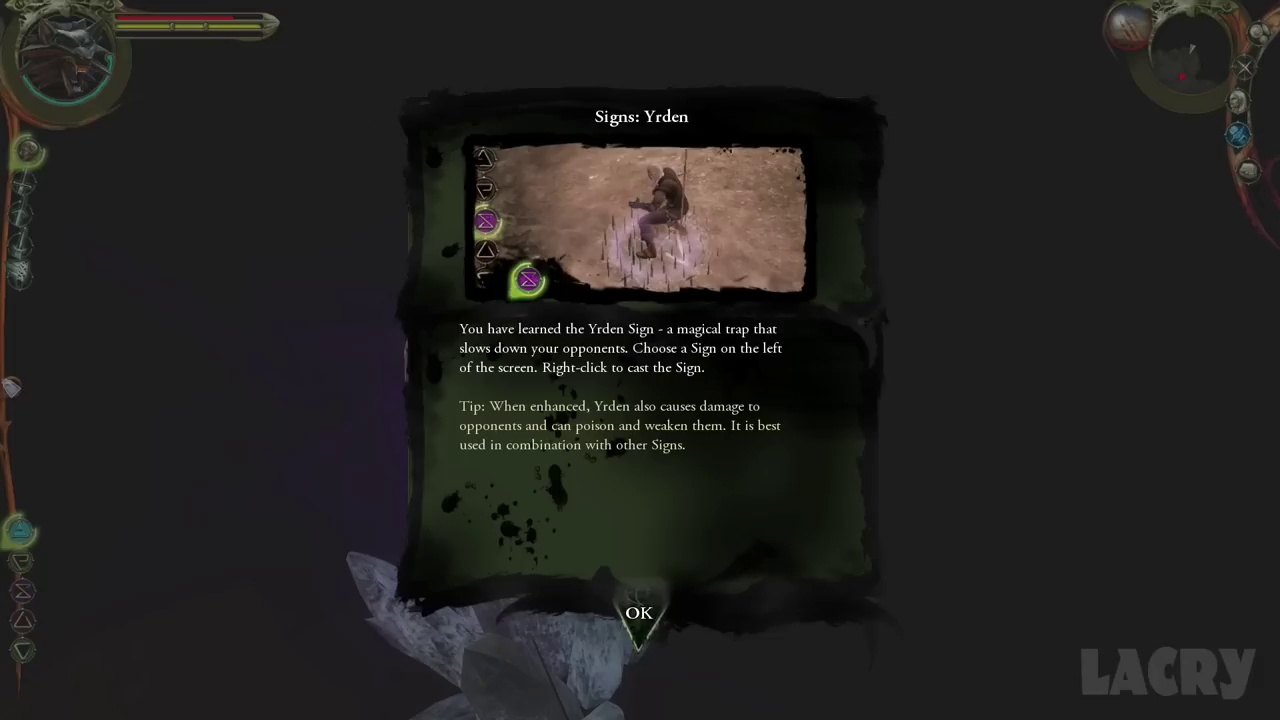 Signs: Yrden
You have learned the Yrden Sign - a magical trap that
slows down your opponents. Choose a Sign on the left
of the screen. Right-click to cast the Sign.
Tip: When enhanced, Yrden also causes damage to
opponents and can poison and weaken them. It is best
used in combination with other Signs.
OK
LACRY